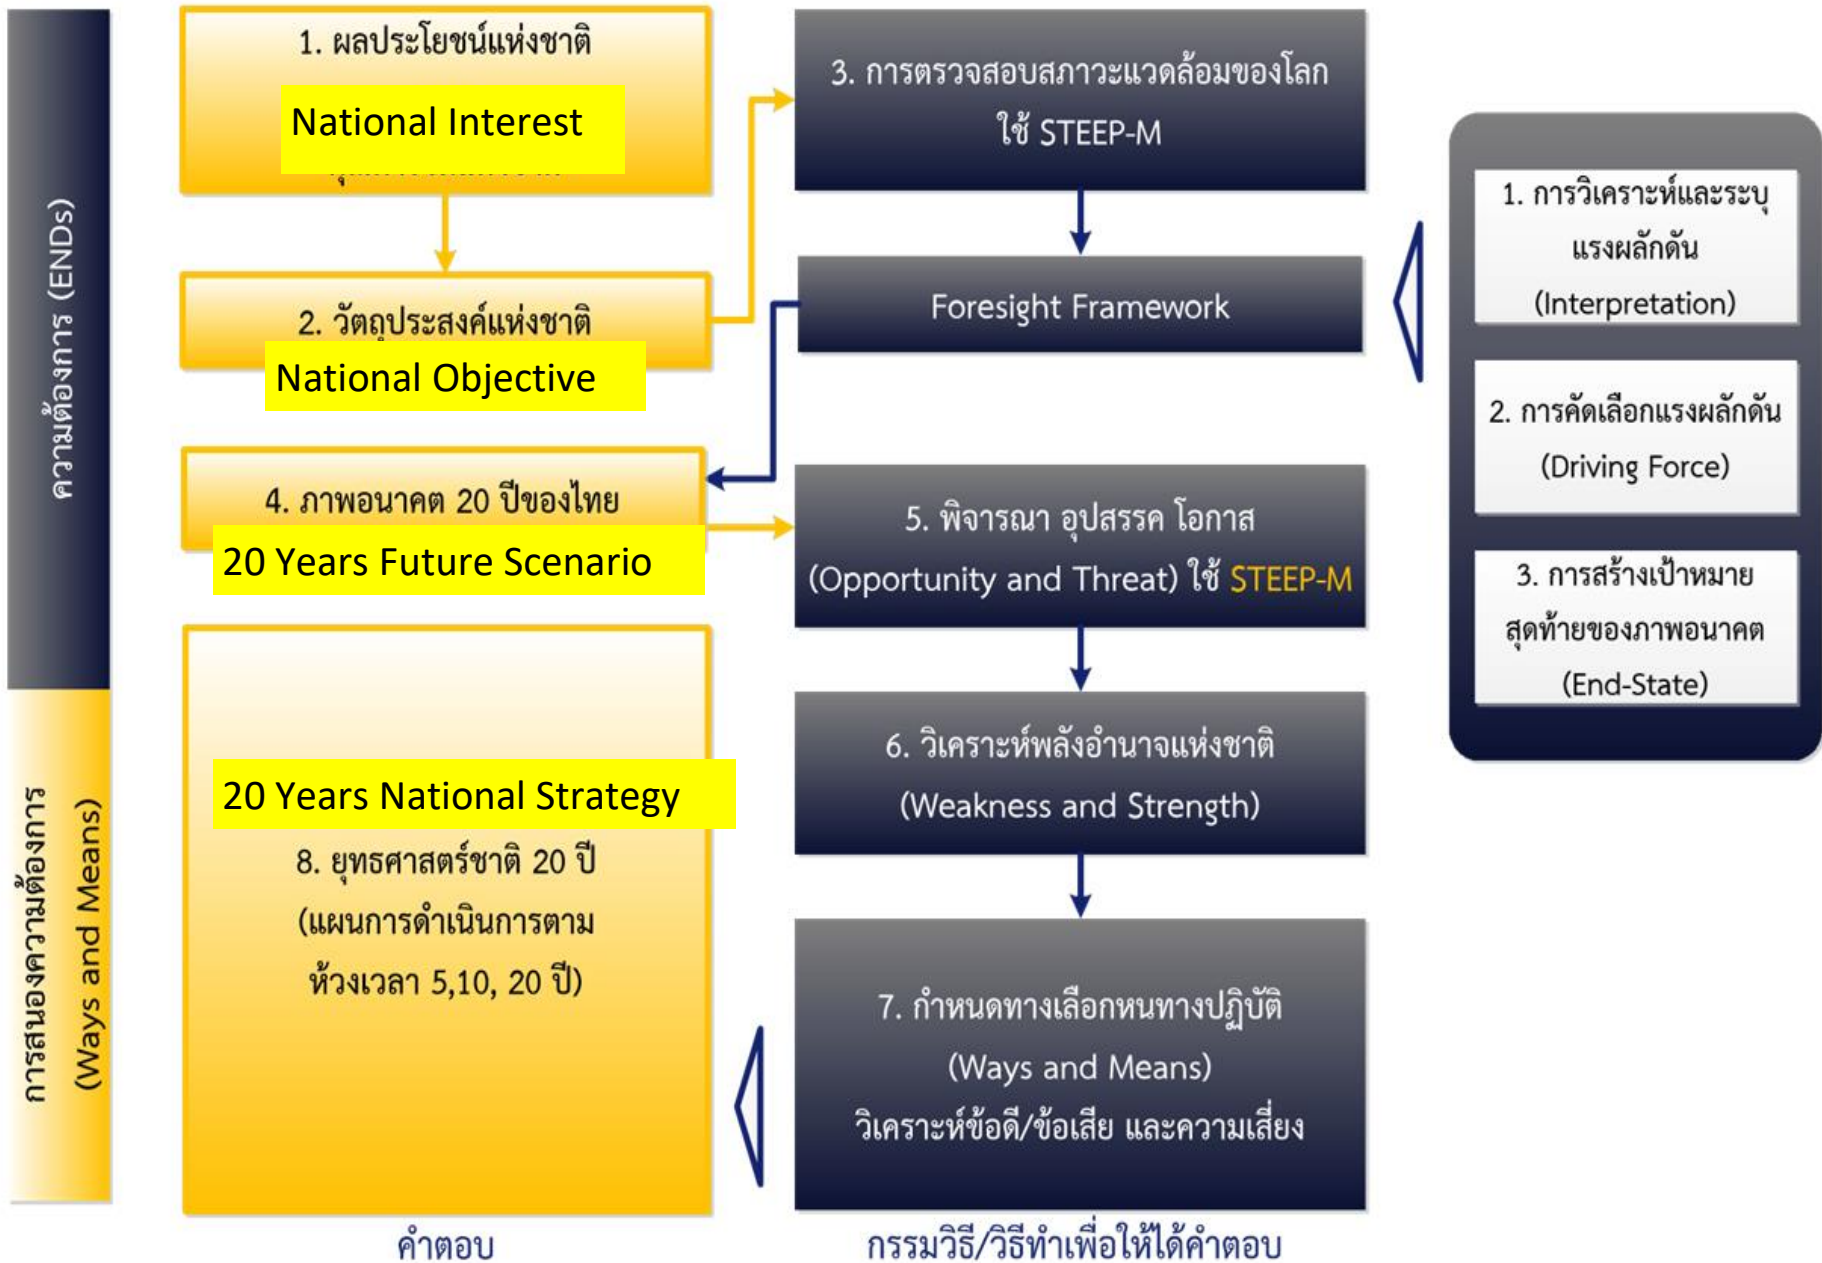 ความต้องการ (ENDs)
การสนองความต้องการ
(Ways and Means)
1. ผลประโยชน์แห่งชาติ
National Interest
2. วัตถุประสงค์แห่งชาติ
National Objective
4. ภาพอนาคต 20 ปีของไทย
20 Years Future Scenario
20 Years National Strategy
8. ยุทธศาสตร์ชาติ 20 ปี
(แผนการดำเนินการตาม
ห้วงเวลา 5,10, 20 ปี)
คำตอบ
3. การตรวจสอบสภาวะแวดล้อมของโลก
ใช้ STEEP-M
Foresight Framework
5. พิจารณา อุปสรรค โอกาส
(Opportunity and Threat) ใช้ STEEP-M
6. วิเคราะห์พลังอำนาจแห่งชาติ
(Weakness and Strength)
7. กำหนดทางเลือกหนทางปฏิบัติ
(Ways and Means)
วิเคราะห์ข้อดี/ข้อเสีย และความเสี่ยง
กรรมวิธี/วิธีทำเพื่อให้ได้คำตอบ
1. การวิเคราะห์และระบุ
แรงผลักดัน
(Interpretation)
2. การคัดเลือกแรงผลักดัน
(Driving Force)
3. การสร้างเป้าหมาย
สุดท้ายของภาพอนาคต
(End-State)